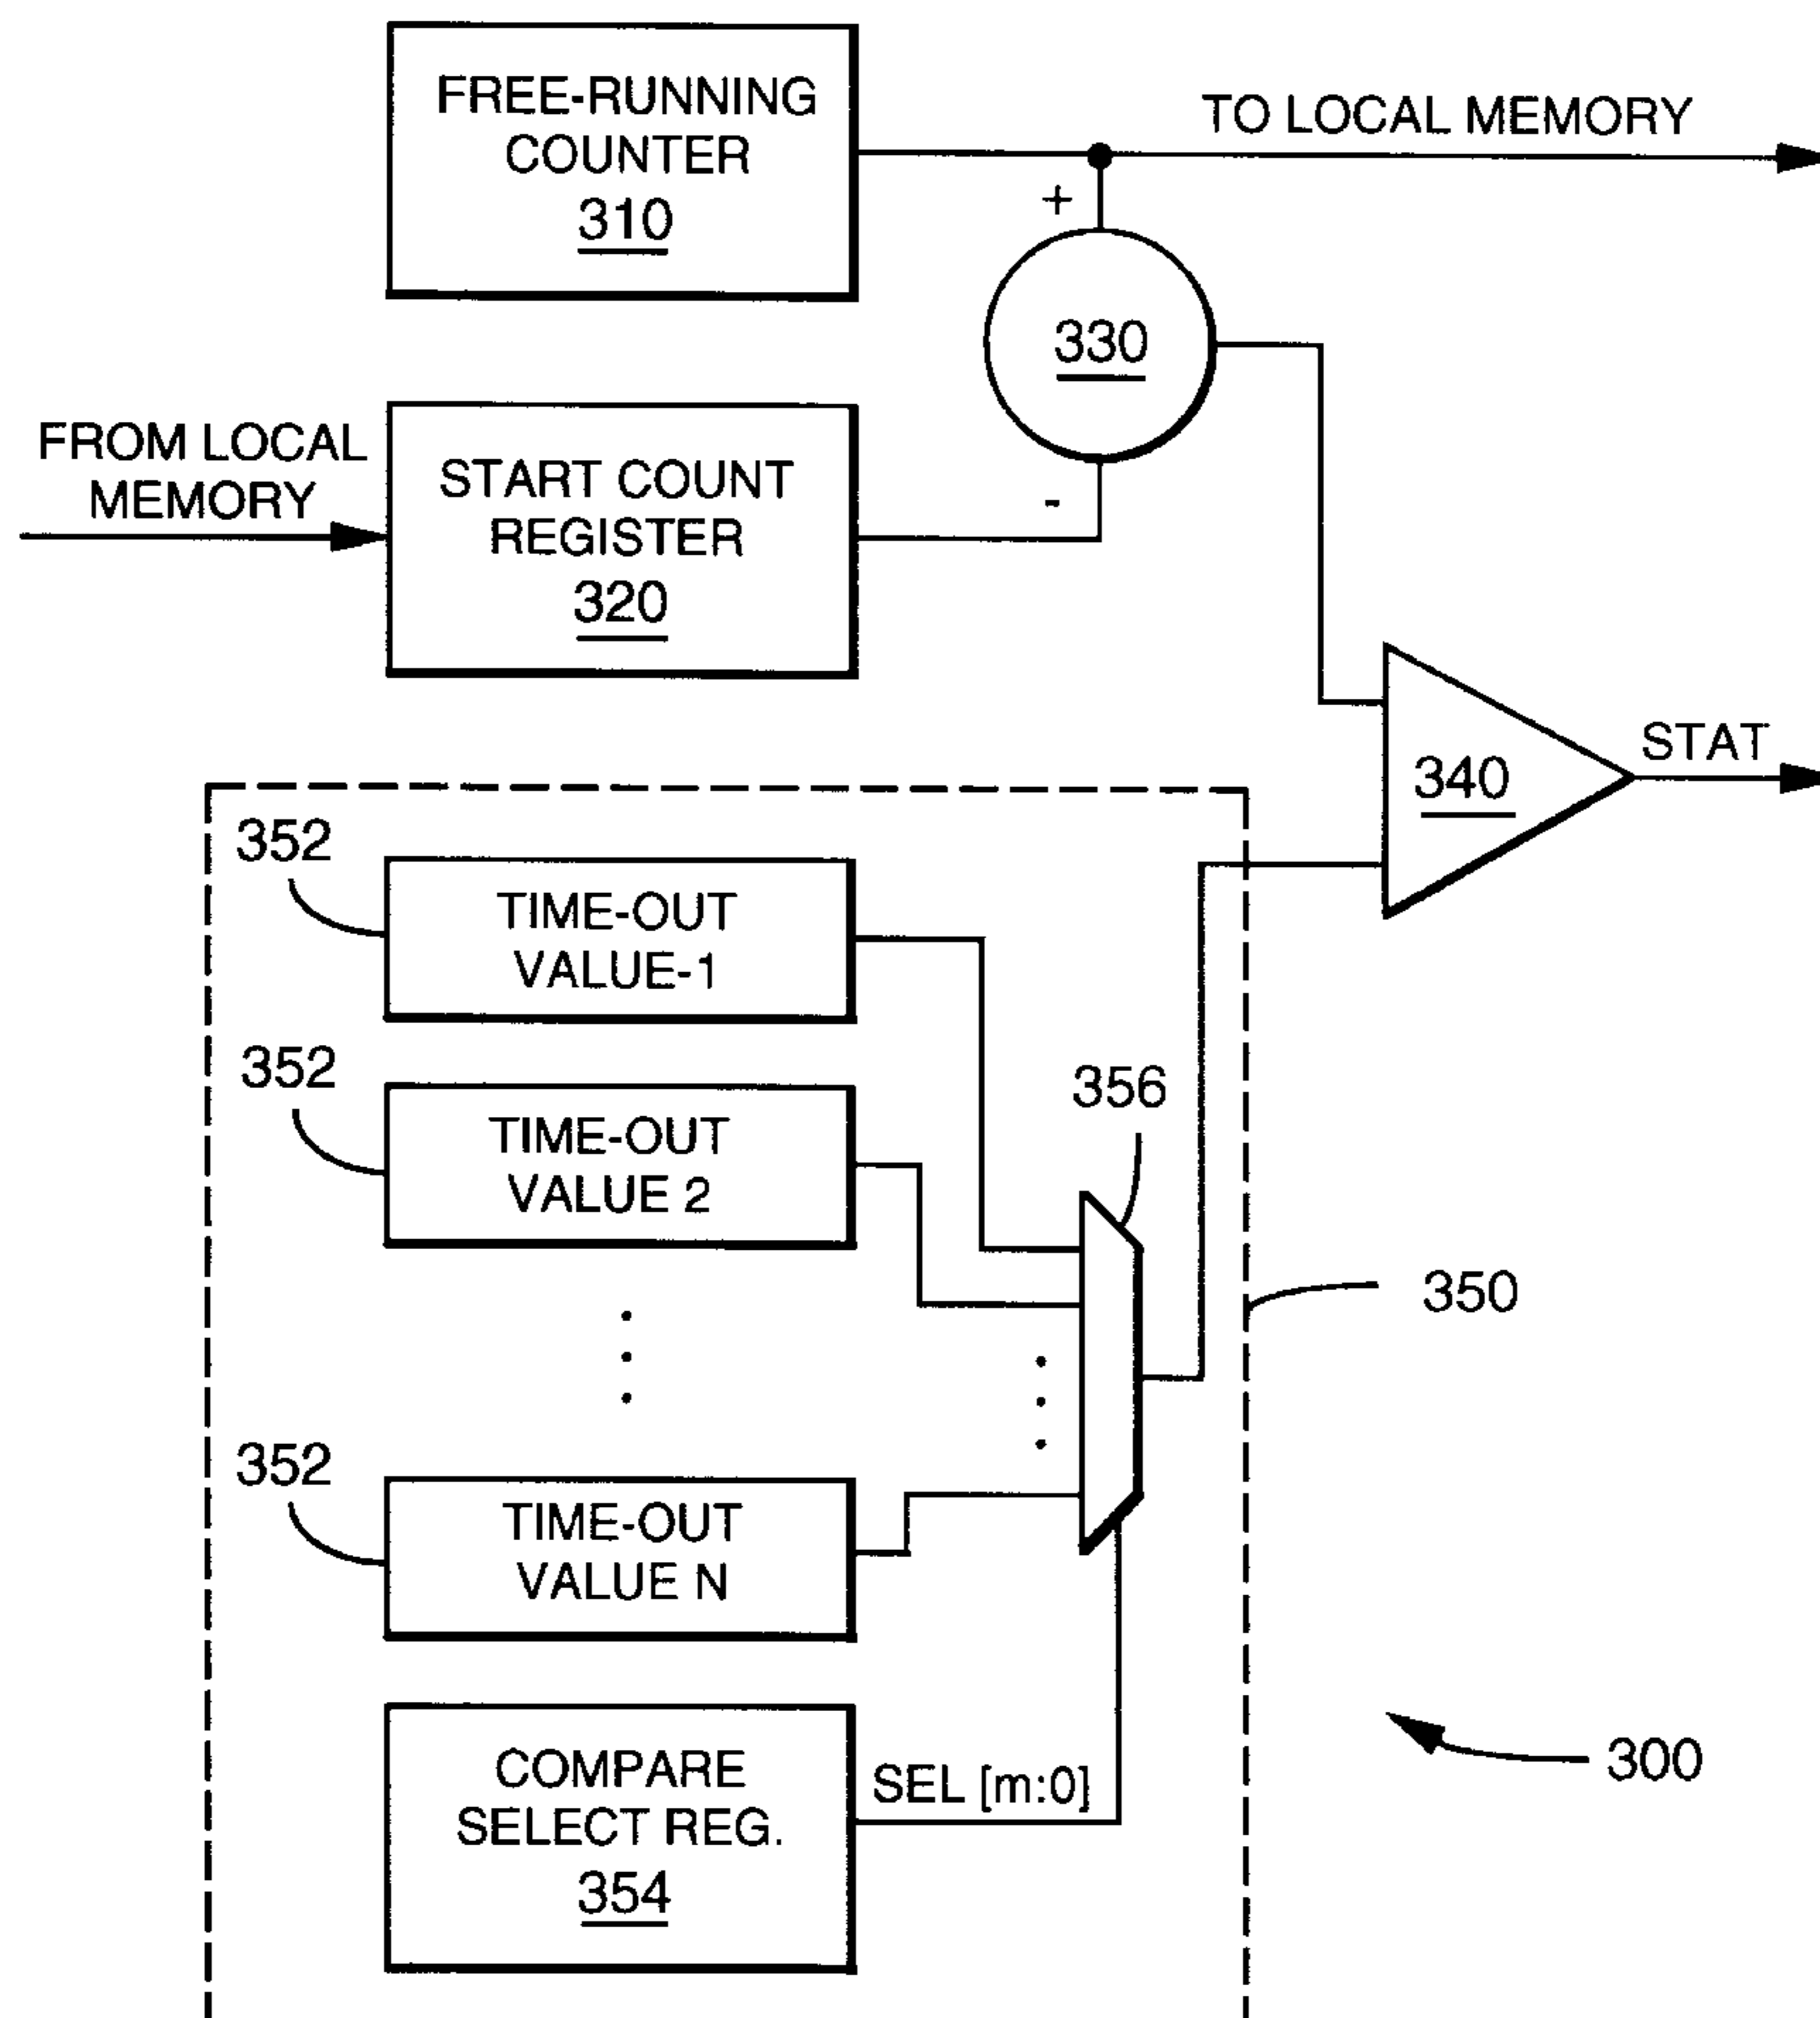 FREE-RUNNING
COUNTER
310
TO LOCAL MEMORY
+
330
FROM LOCAL
MEMORY
START COUNT
REGISTER
320
-
340
STAT
352
TIME-OUT
VALUE-1
352
TIME-OUT
VALUE 2
356
350
352
TIME-OUT
VALUE N
COMPARE
SELECT REG.
354
SEL [m:0]
300